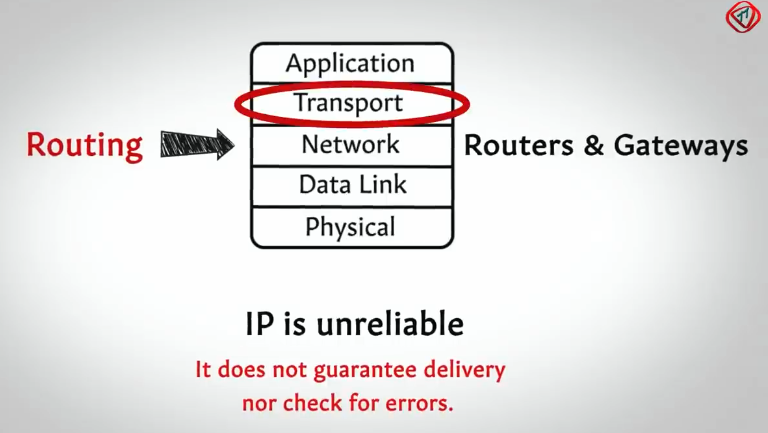 Application
Transport
Routing
Network
Routers & Gateways
Data Link
Physical
IP is unreliable
It does not guarantee delivery
nor check for errors.